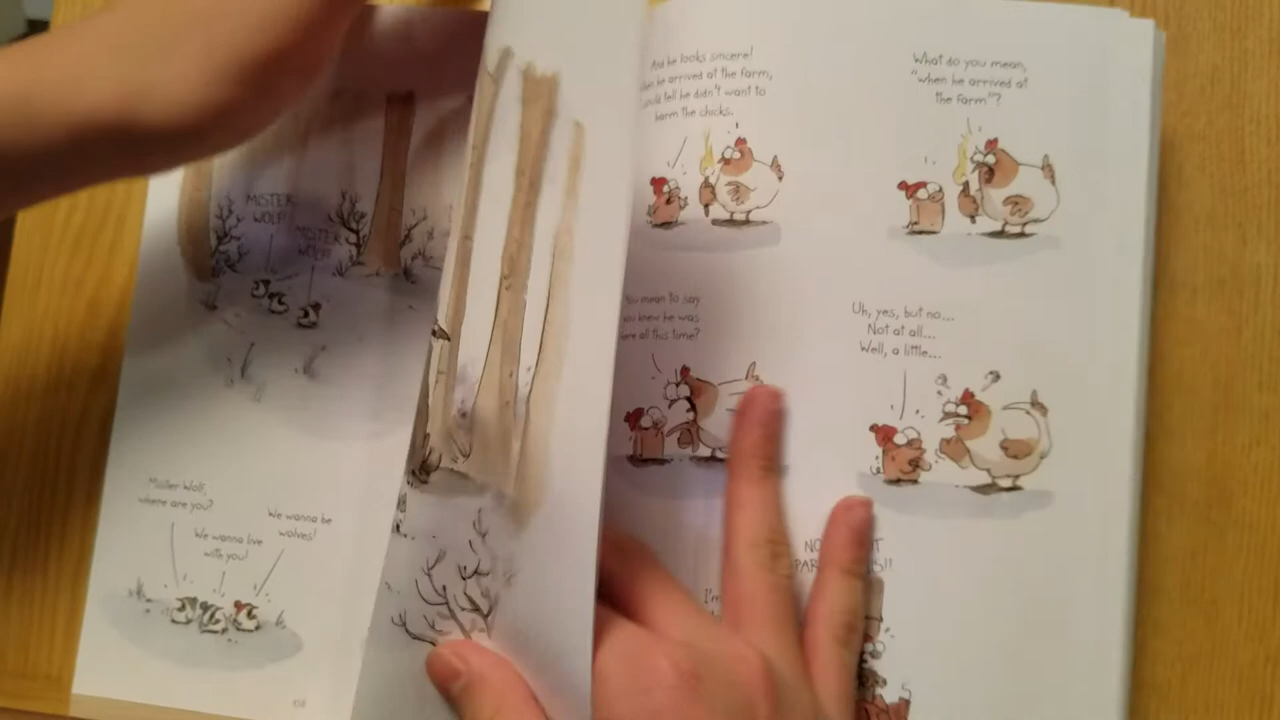 MISTER
WOLF!
MISTER
WOLF!
Mister Wolf,
where are you?
We wanna live
with you!
We wanna be
wolves!
And he looks sincere!
he arrived at the farm,
tell he didn't want to
harm the chicks.
What do you mean,
"when he arrived at
the farm"?
You mean to say
knew he was
all this time?
Uh, yes, but no...
Not at all...
Well, a little...
I'm